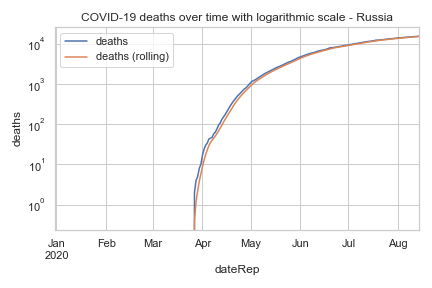 COVID-19 deaths over time with logarithmic scale - Russia
deaths
deaths (rolling)
deaths
10⁴
10³
10²
10¹
10⁰
Jan Feb Mar Apr May Jun Jul Aug
2020
dateRep